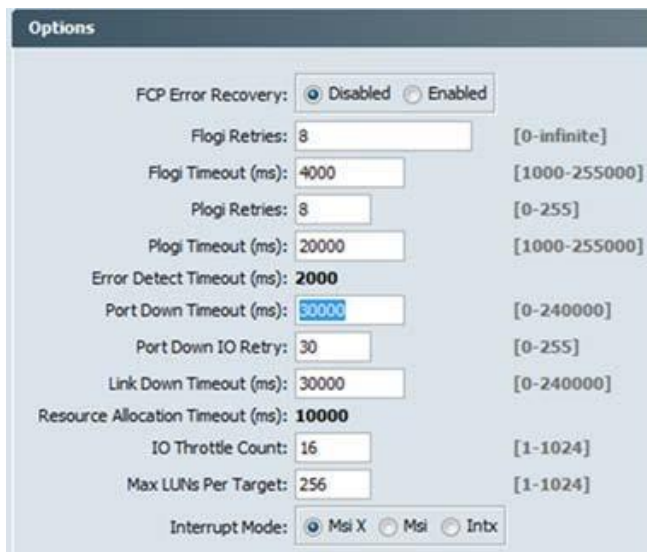 Options
FCP Error Recovery: Disabled Enabled
Flogi Retries: 8 [0-infinite]
Flogi Timeout (ms): 4000 [1000-255000]
Plogi Retries: 8 [0-255]
Plogi Timeout (ms): 20000 [1000-255000]
Error Detect Timeout (ms): 2000
Port Down Timeout (ms): 30000 [0-240000]
Port Down IO Retry: 30 [0-255]
Link Down Timeout (ms): 30000 [0-240000]
Resource Allocation Timeout (ms): 10000
IO Throttle Count: 16 [1-1024]
Max LUNs Per Target: 256 [1-1024]
Interrupt Mode: Msi X Msi Intx